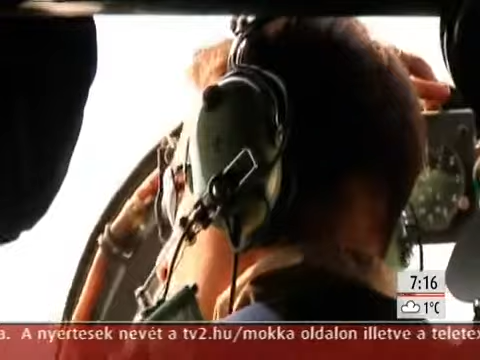 7:16
1°C
a. A nyertesek nevét a tv2.hu/mokka oldalon illetve a teletex